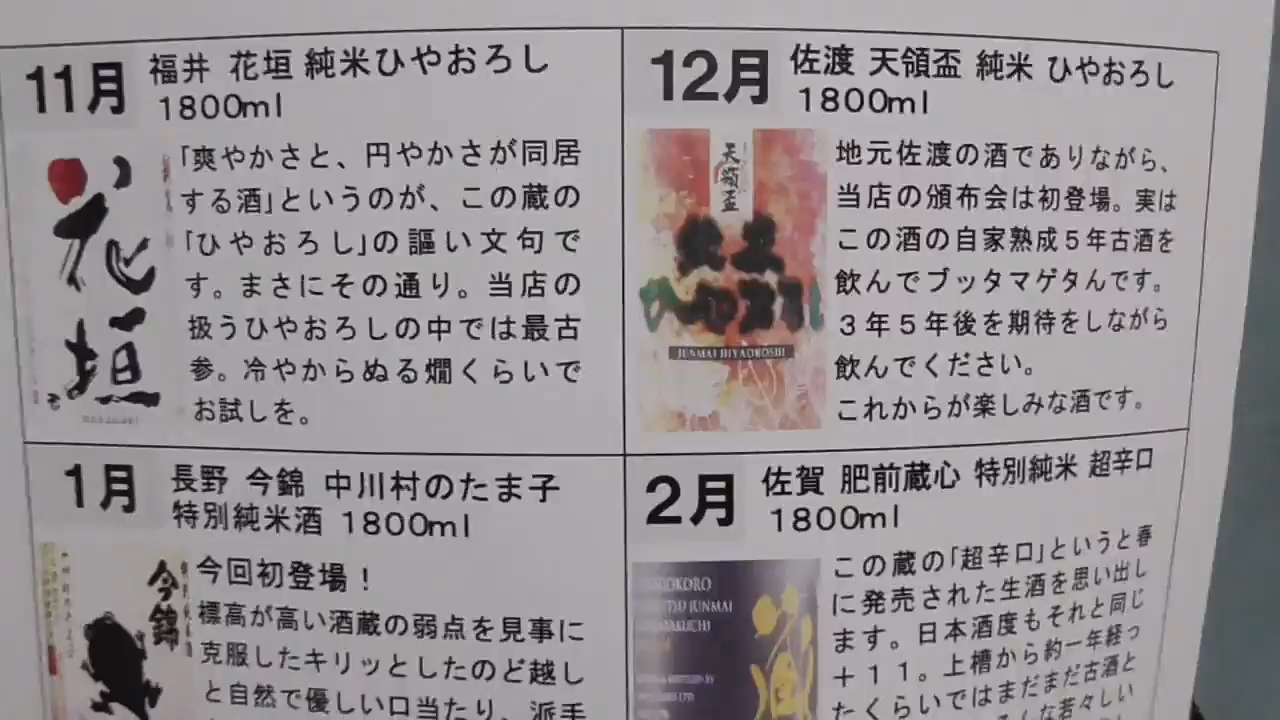 11月
福井 花垣 純米ひやおろし
1800ml
花垣
「爽やかさと、円やかさが同居
する酒」というのが、この蔵の
「ひやおろし」の謳い文句で
す。まさにその通り。当店の
扱うひやおろしの中では最古
参。冷やからぬる燗くらいで
お試しを。
12月
佐渡 天領盃 純米 ひやおろし
1800ml
天領盃
JUNMAI HIYAOROSHI
地元佐渡の酒でありながら、
当店の頒布会は初登場。実は
この酒の自家熟成5年古酒を
飲んでブッタマゲタんです。
3年5年後を期待をしながら
飲んでください。
これからが楽しみな酒です。
1月
長野 今錦 中川村のたま子
特別純米酒 1800ml
今錦
今回初登場！
標高が高い酒蔵の弱点を見事に
克服したキリッとしたのど越し
と自然で優しい口当たり、派手
2月
佐賀 肥前蔵心 特別純米 超辛口
1800ml
JUNMAI
この蔵の「超辛口」というと春
に発売された生酒を思い出し
ます。日本酒度もそれと同じ
＋11。上槽から約一年経っ
たくらいではまだまだ古酒と
な若々しい